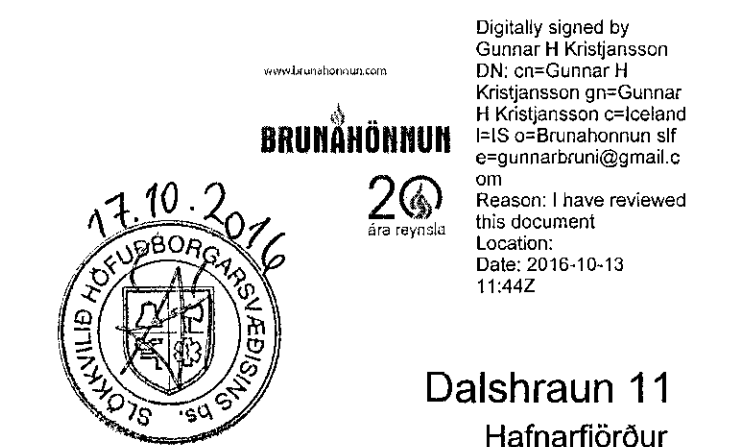 www.brunahonnun.com
BRUNAHÖNNUN
20
ára reynsla
Digitally signed by
Gunnar H Kristjansson
DN: cn=Gunnar H
Kristjansson gn=Gunnar
H Kristjansson c=Iceland
l=IS o=Brunahonnun slf
e=gunnarbruni@gmail.c
om
Reason: I have reviewed
this document
Location:
Date: 2016-10-13
11:44Z
17.10.2016
SLÖKKVILIÐ HÖFUÐBORGARSVÆÐISINS bs.
Dalshraun 11
Hafnarfjörður